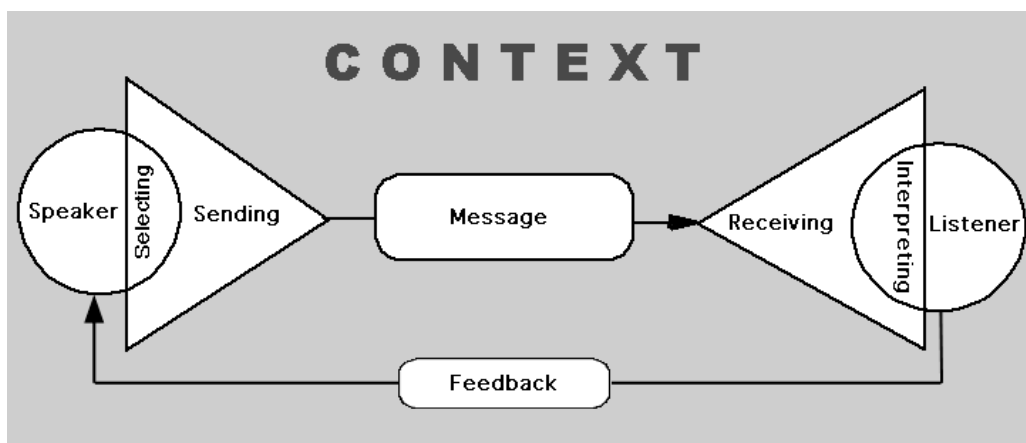 CONTEXT
Speaker
Selecting
Sending
Message
Receiving
Interpreting
Listener
Feedback